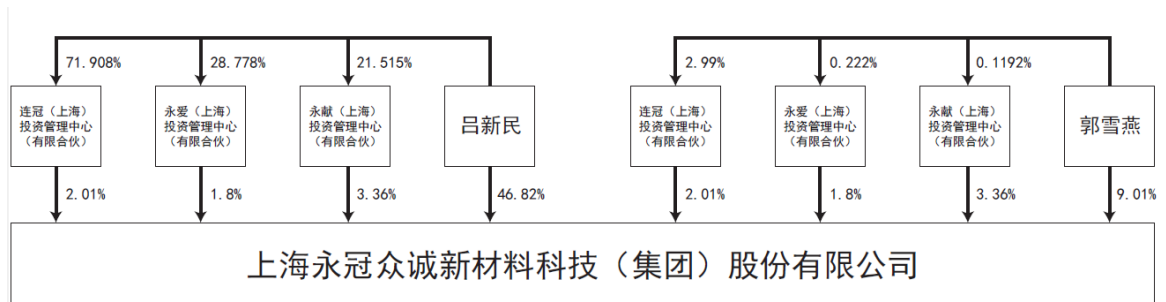 71.908%
28.778%
21.515%
2.99%
0.222%
0.1192%
连冠（上海）
投资管理中心
（有限合伙）
永爱（上海）
投资管理中心
（有限合伙）
永献（上海）
投资管理中心
（有限合伙）
吕新民
连冠（上海）
投资管理中心
（有限合伙）
永爱（上海）
投资管理中心
（有限合伙）
永献（上海）
投资管理中心
（有限合伙）
郭雪燕
2.01%
1.8%
3.36%
46.82%
2.01%
1.8%
3.36%
9.01%
上海永冠众诚新材料科技（集团）股份有限公司